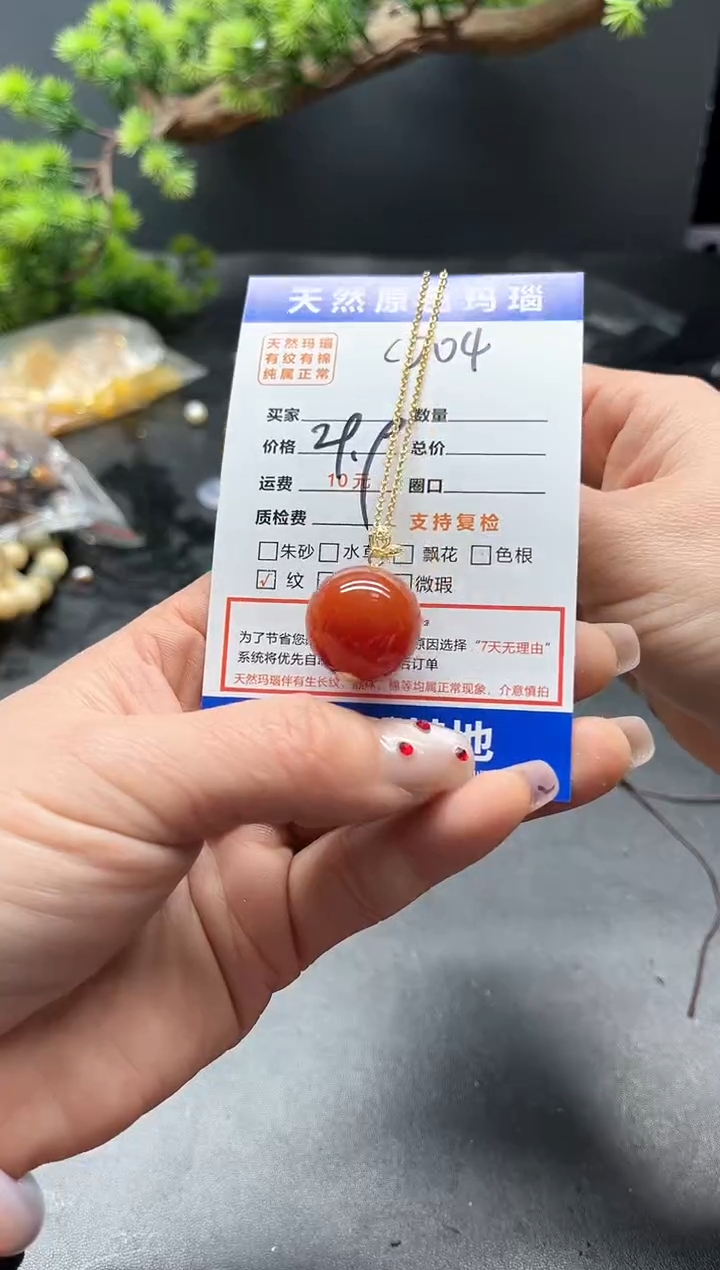 天然原 玛瑙
天然玛瑙
有纹有棉
纯属正常
买家 数量
价格 总价
运费 10元 圈口
质检费 支持复检
朱砂 水 飘花 色根
✓ 纹 微瑕
为了节省您 原因选择“7天无理由”
系统将优先自 后订单
天然玛瑙伴有生长纹、 棉等均属正常现象，介意慎拍
地